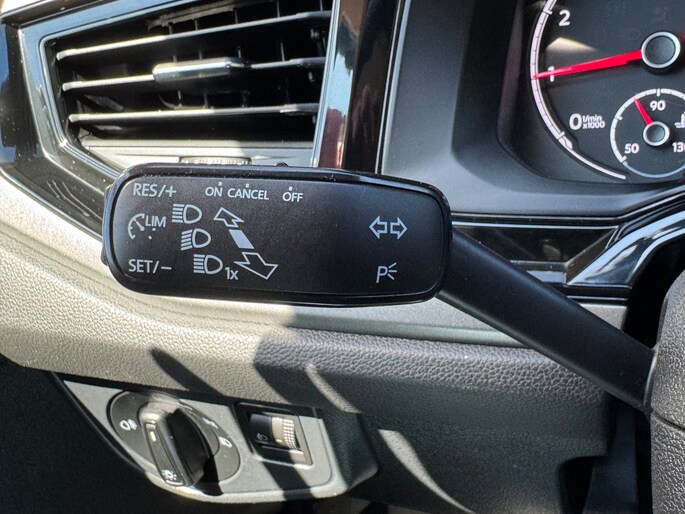 2
1
0 1/min x1000
90
50
130
RES/+
ON CANCEL OFF
LIM
SET/-
1x
P